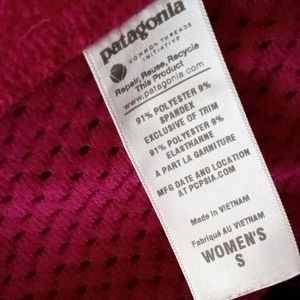 patagonia
COMMON THREADS
INITIATIVE
Repair, Reuse, Recycle
This Product
www.patagonia.com
91% POLYESTER 9%
SPANDEX
EXCLUSIVE OF TRIM
91% POLYESTER 9%
ELASTHANNE
A PART LA GARNITURE
MFG DATE AND LOCATION
AT PCPSIA.COM
Made in VIETNAM
Fabriqué AU VIETNAM
WOMEN'S
S